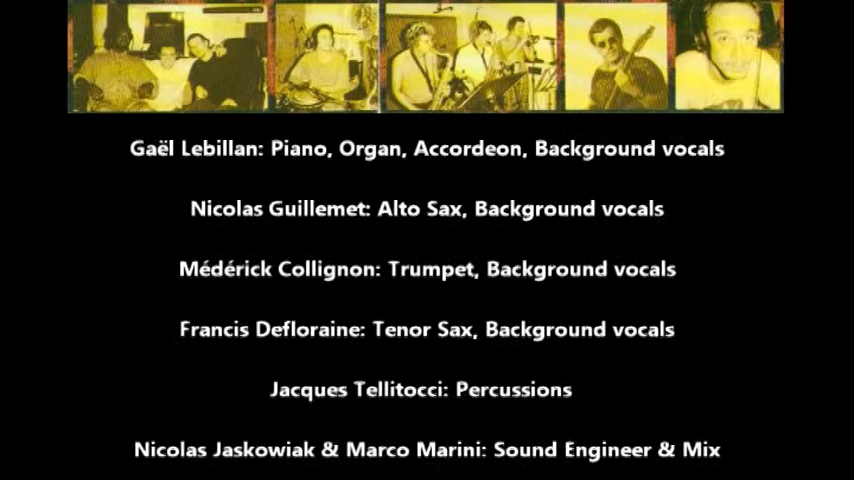 Gaël Lebillan: Piano, Organ, Accordeon, Background vocals
Nicolas Guillemet: Alto Sax, Background vocals
Médérick Collignon: Trumpet, Background vocals
Francis Defloraine: Tenor Sax, Background vocals
Jacques Tellitocci: Percussions
Nicolas Jaskowiak & Marco Marini: Sound Engineer & Mix